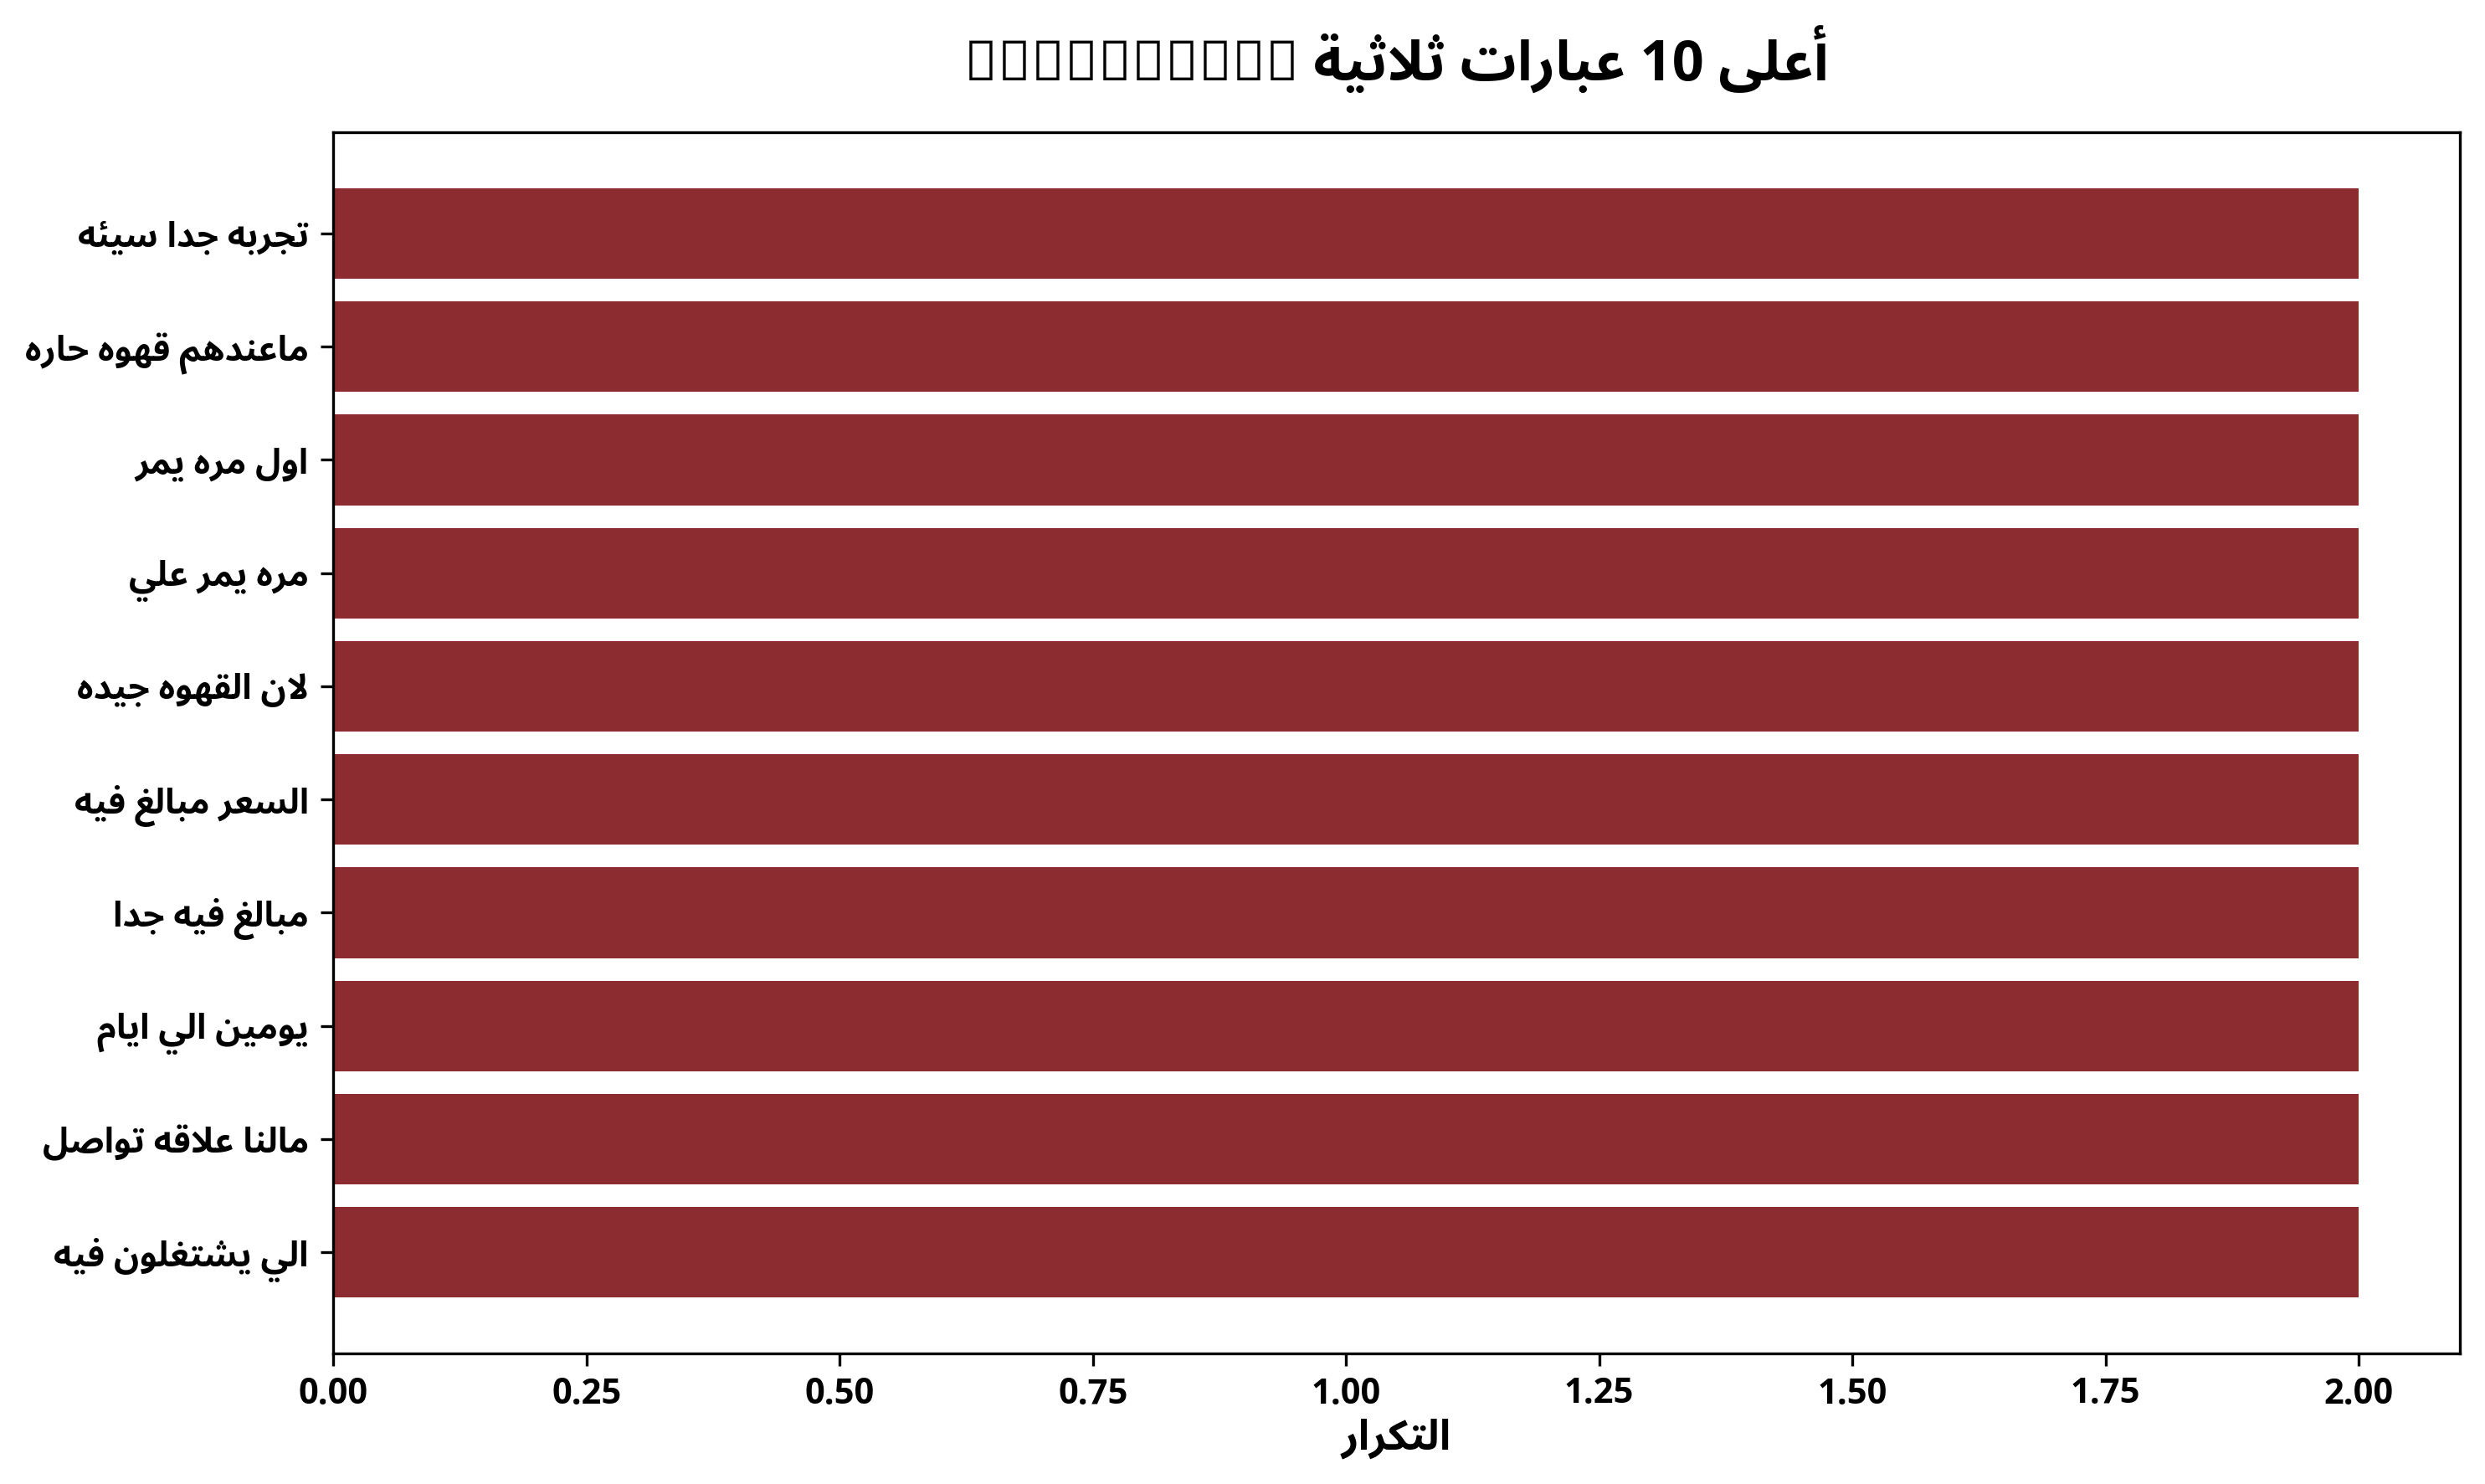 أعلى 10 عبارات ثلاثية
تجربه جدا سيئه
ماعندهم قهوه حاره
اول مره يمر
مره يمر علي
لان القهوه جيده
السعر مبالغ فيه
مبالغ فيه جدا
يومين الي ايام
مالنا علاقه تواصل
الي يشتغلون فيه
0.00 0.25 0.50 0.75 1.00 1.25 1.50 1.75 2.00
التكرار